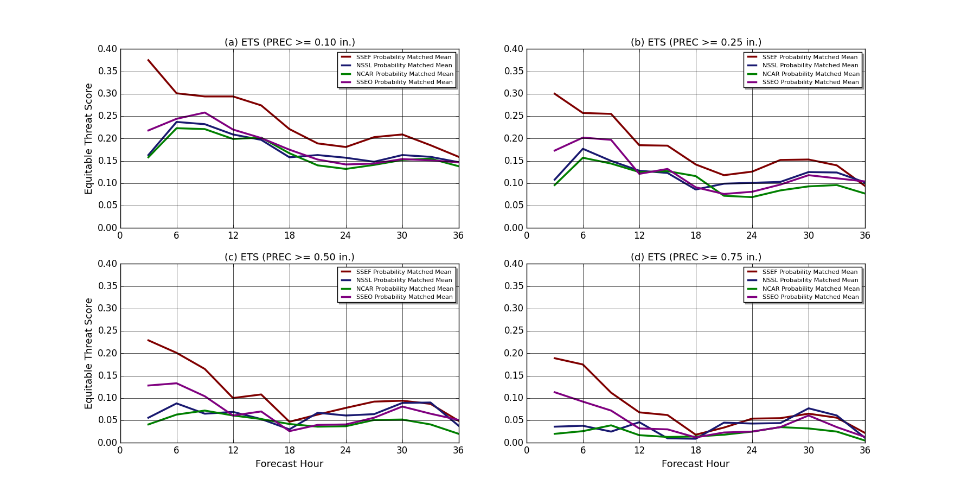 (a) ETS (PREC >= 0.10 in.)
0.40
0.35
0.30
0.25
0.20
0.15
0.10
0.05
0.00
Equitable Threat Score
SSEF Probability Matched Mean
NSSL Probability Matched Mean
NCAR Probability Matched Mean
SSEO Probability Matched Mean
0 6 12 18 24 30 36
(b) ETS (PREC >= 0.25 in.)
0.40
0.35
0.30
0.25
0.20
0.15
0.10
0.05
0.00
SSEF Probability Matched Mean
NSSL Probability Matched Mean
NCAR Probability Matched Mean
SSEO Probability Matched Mean
0 6 12 18 24 30 36
(c) ETS (PREC >= 0.50 in.)
0.40
0.35
0.30
0.25
0.20
0.15
0.10
0.05
0.00
Equitable Threat Score
SSEF Probability Matched Mean
NSSL Probability Matched Mean
NCAR Probability Matched Mean
SSEO Probability Matched Mean
0 6 12 18 24 30 36
Forecast Hour
(d) ETS (PREC >= 0.75 in.)
0.40
0.35
0.30
0.25
0.20
0.15
0.10
0.05
0.00
SSEF Probability Matched Mean
NSSL Probability Matched Mean
NCAR Probability Matched Mean
SSEO Probability Matched Mean
0 6 12 18 24 30 36
Forecast Hour